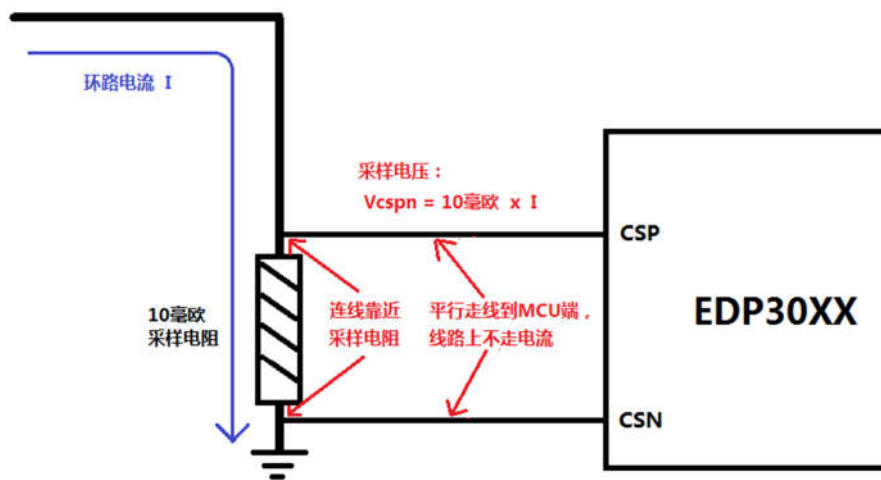 环路电流 I
采样电压：
Vcspn = 10毫欧 x I
CSP
10毫欧
采样电阻
连线靠近
采样电阻
平行走线到MCU端，
线路上不走电流
EDP30XX
CSN